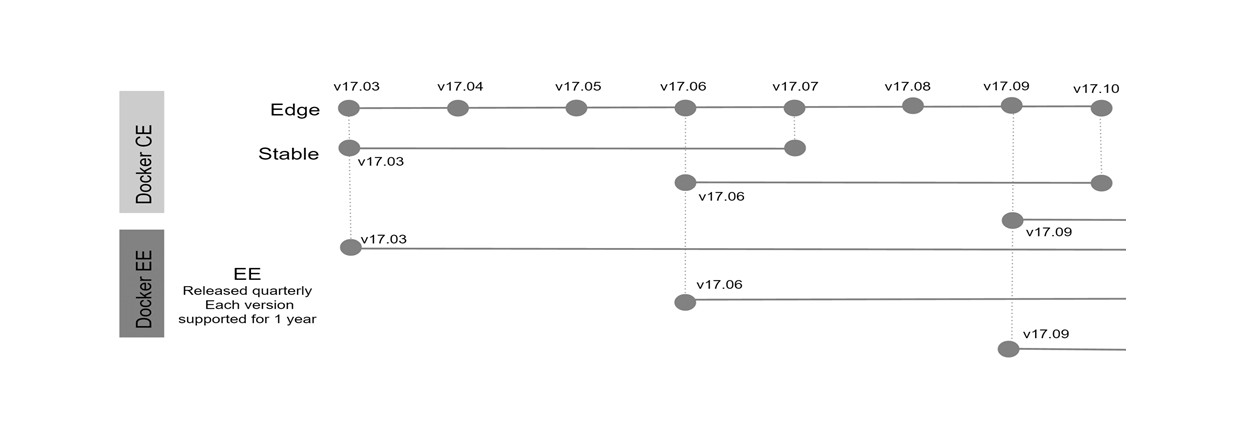 v17.03 v17.04 v17.05 v17.06 v17.07 v17.08 v17.09 v17.10
Edge
Docker CE
Stable
v17.03
v17.06
v17.09
v17.03
Docker EE
EE
Released quarterly
Each version
supported for 1 year
v17.06
v17.09